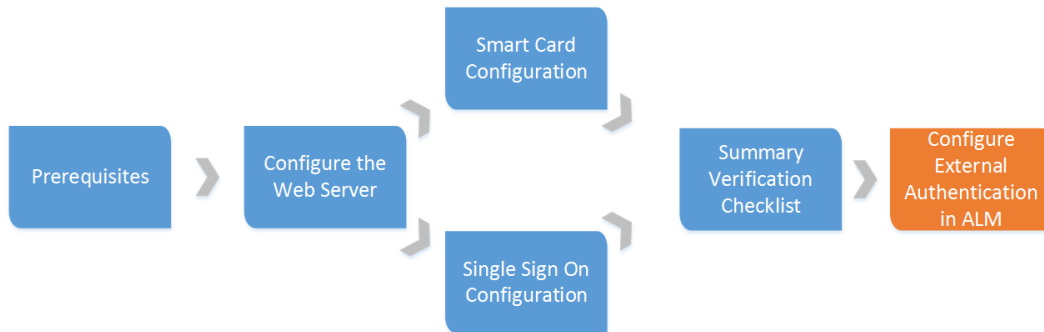 Smart Card
Configuration
Prerequisites
Configure the
Web Server
Summary
Verification
Checklist
Configure
External
Authentication
in ALM
Single Sign On
Configuration